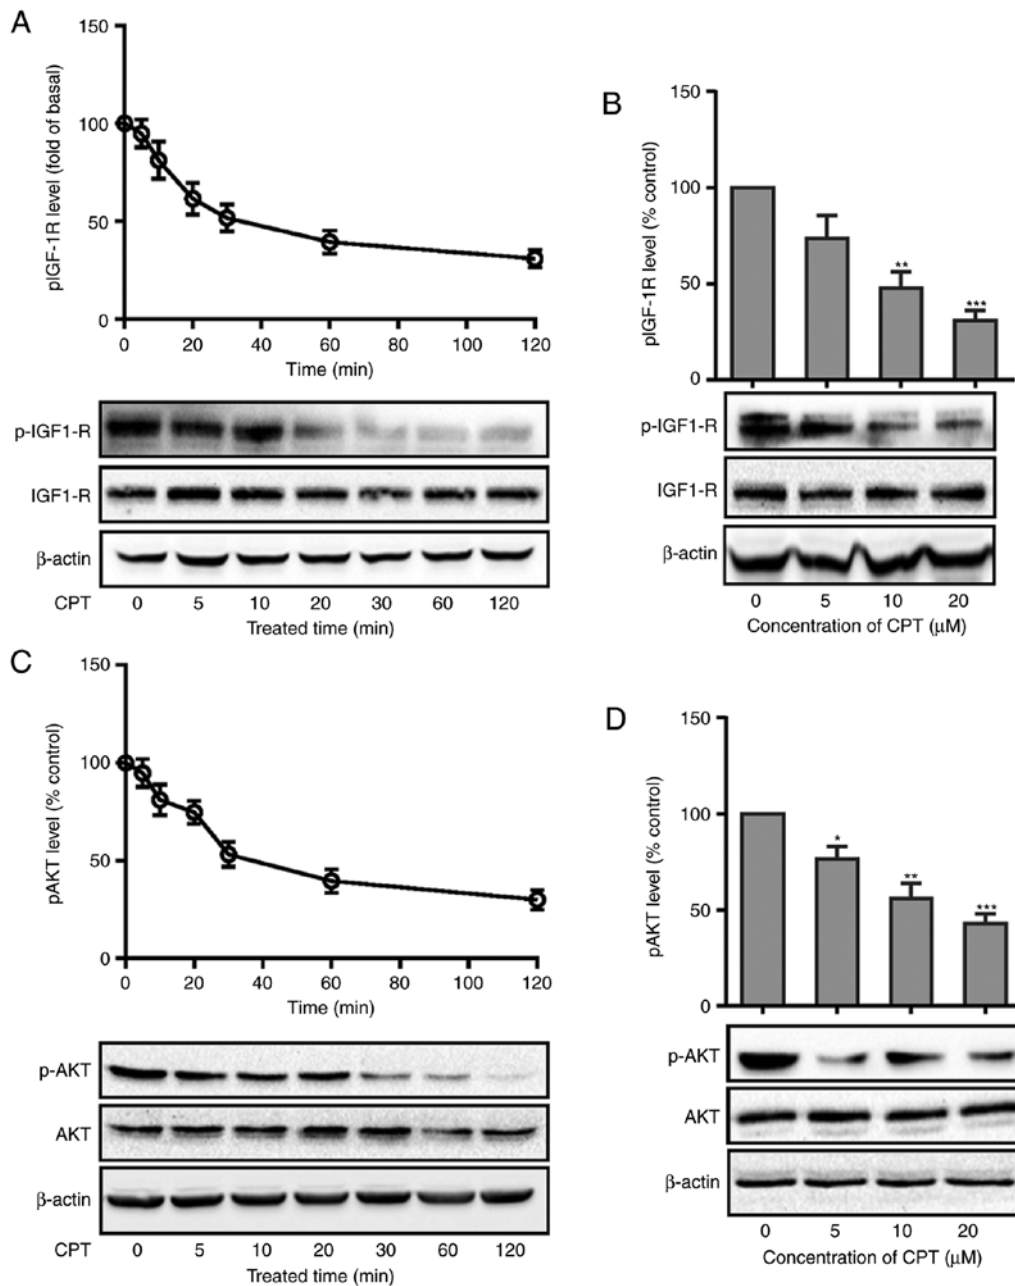 A
150
100
50
0
pIGF-1R level (fold of basal)
0 20 40 60 80 100 120
Time (min)
p-IGF1-R
IGF1-R
β-actin
CPT 0 5 10 20 30 60 120
Treated time (min)
B
150
100
50
0
pIGF-1R level (% control)
** ***
p-IGF1-R
IGF1-R
β-actin
0 5 10 20
Concentration of CPT (μM)
C
150
100
50
0
pAKT level (% control)
0 20 40 60 80 100 120
Time (min)
p-AKT
AKT
β-actin
CPT 0 5 10 20 30 60 120
Treated time (min)
D
150
100
50
0
pAKT level (% control)
* ** ***
p-AKT
AKT
β-actin
0 5 10 20
Concentration of CPT (μM)